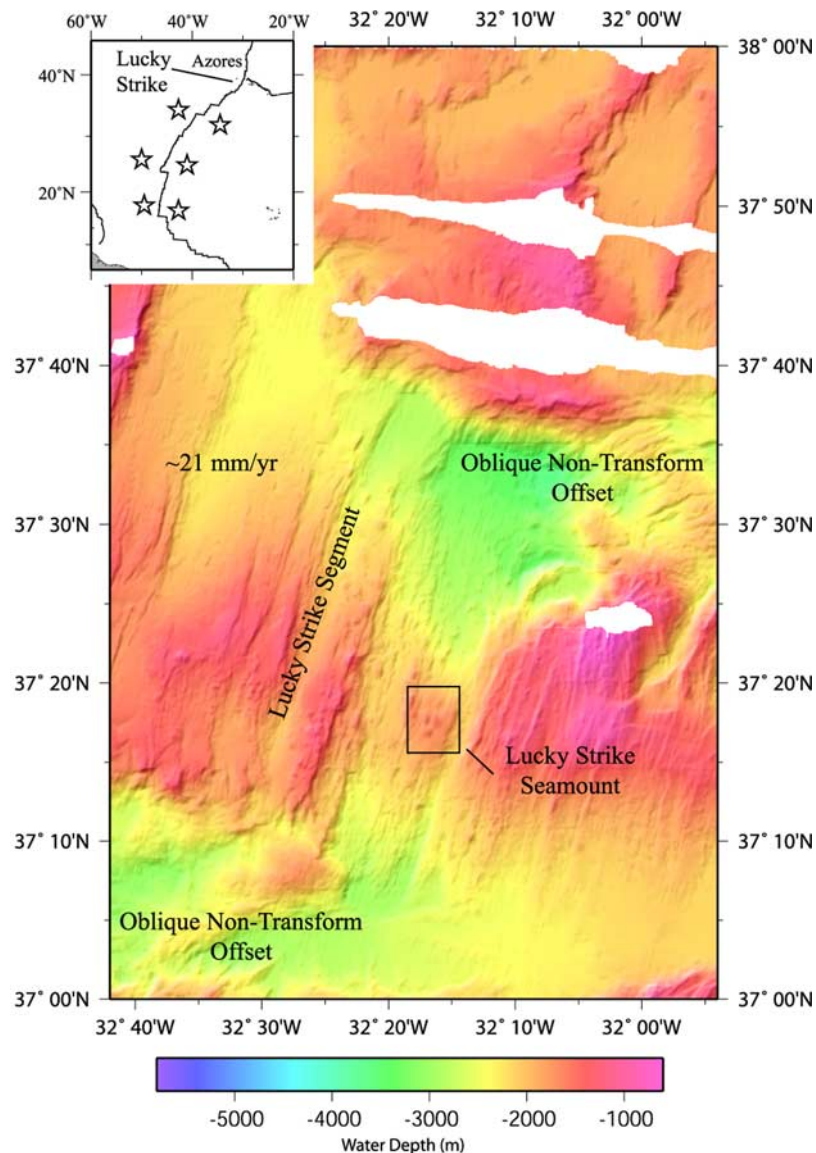 60°W 40° 20°W
Lucky
Strike
Azores
40°N
20°N
32° 20'W 32° 10'W 32° 00'W
38° 00'N
37° 50'N
37° 40'N 37° 40'N
~21 mm/yr
Oblique Non-Transform
Offset
37° 30'N 37° 30'N
Lucky Strike Segment
37° 20'N 37° 20'N
Lucky Strike
Seamount
37° 10'N 37° 10'N
Oblique Non-Transform
Offset
37° 00'N 37° 00'N
32° 40'W 32° 30'W 32° 20'W 32° 10'W 32° 00'W
-5000 -4000 -3000 -2000 -1000
Water Depth (m)